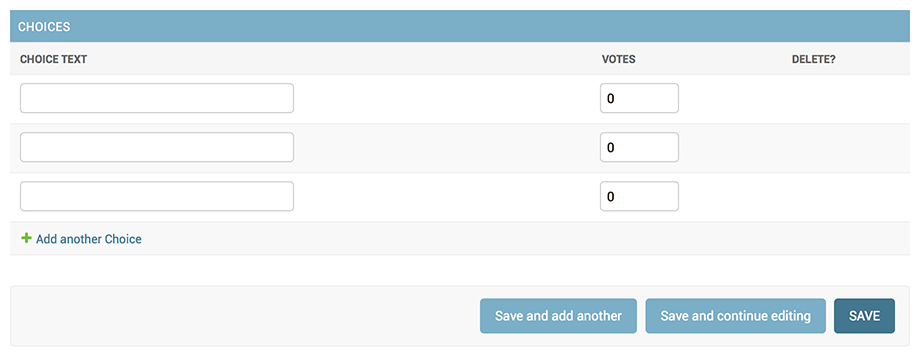 CHOICES
CHOICE TEXT VOTES DELETE?
0
0
0
Add another Choice
Save and add another Save and continue editing SAVE